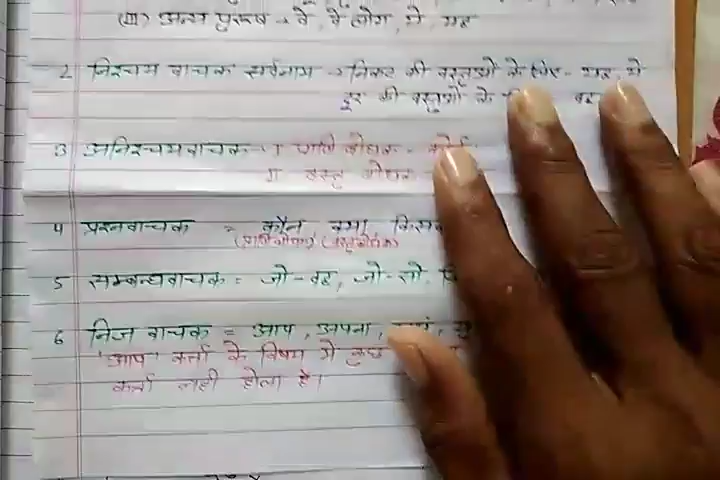 (iii) अन्य पुरुष → वे, वे लोग, ये, यह
2 निश्चय वाचक सर्वनाम → निकट की वस्तुओं के लिए - यह, ये
दूर की वस्तुओं के वह
3 अनिश्चयवाचक प्राणि बोधक - कोई
II वस्तु बोधक
4 प्रश्नवाचक = कौन क्या, किस
(प्राणिबोधक) (वस्तुबोधक)
5 सम्बन्धवाचक = जो - वह, जो - सो,
6 निज वाचक = आप, अपना,
'आप' कर्त्ता के विषय में कुछ
कर्त्ता नहीं होता है।